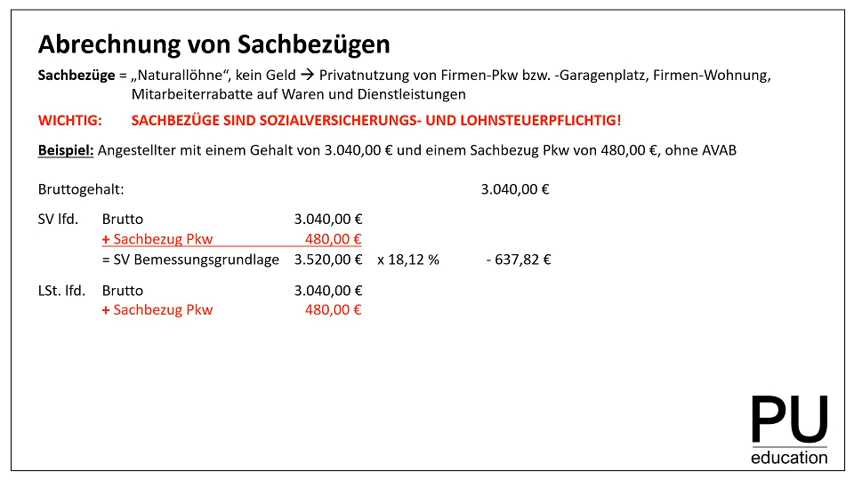 Abrechnung von Sachbezügen
Sachbezüge = „Naturallöhne“, kein Geld → Privatnutzung von Firmen-Pkw bzw. -Garagenplatz, Firmen-Wohnung,
Mitarbeiterrabatte auf Waren und Dienstleistungen
WICHTIG: SACHBEZÜGE SIND SOZIALVERSICHERUNGS- UND LOHNSTEUERPFLICHTIG!
Beispiel: Angestellter mit einem Gehalt von 3.040,00 € und einem Sachbezug Pkw von 480,00 €, ohne AVAB
Bruttogehalt: 3.040,00 €
SV lfd. Brutto 3.040,00 €
+ Sachbezug Pkw 480,00 €
= SV Bemessungsgrundlage 3.520,00 € x 18,12 % - 637,82 €
LSt. lfd. Brutto 3.040,00 €
+ Sachbezug Pkw 480,00 €
PU
education